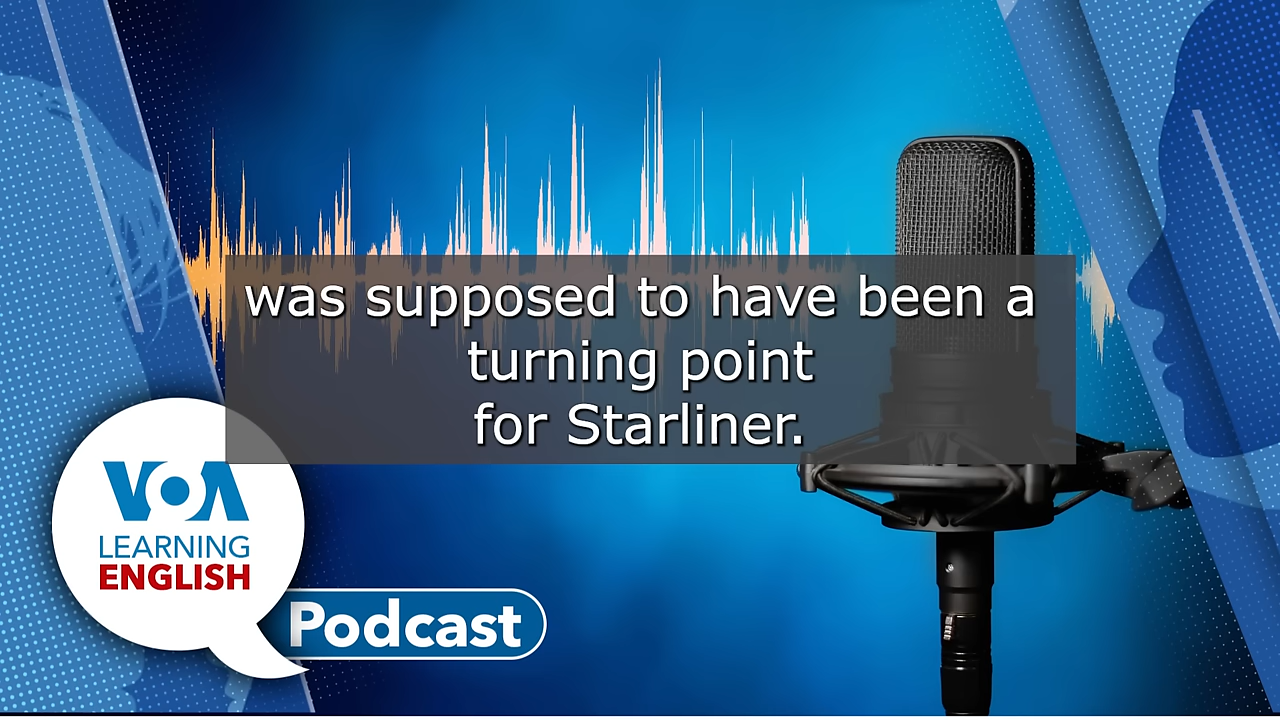 was supposed to have been a
turning point
for Starliner.
VOA
LEARNING
ENGLISH
Podcast